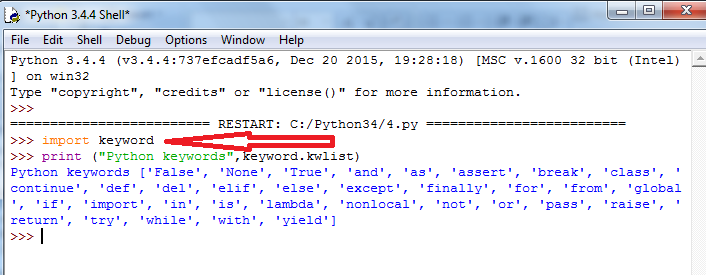 *Python 3.4.4 Shell*
File Edit Shell Debug Options Window Help
Python 3.4.4 (v3.4.4:737efcadf5a6, Dec 20 2015, 19:28:18) [MSC v.1600 32 bit (Intel)
] on win32
Type "copyright", "credits" or "license()" for more information.
>>>
========================= RESTART: C:/Python34/4.py =========================
>>> import keyword
>>> print ("Python keywords",keyword.kwlist)
Python keywords ['False', 'None', 'True', 'and', 'as', 'assert', 'break', 'class', '
continue', 'def', 'del', 'elif', 'else', 'except', 'finally', 'for', 'from', 'global
', 'if', 'import', 'in', 'is', 'lambda', 'nonlocal', 'not', 'or', 'pass', 'raise', '
return', 'try', 'while', 'with', 'yield']
>>>